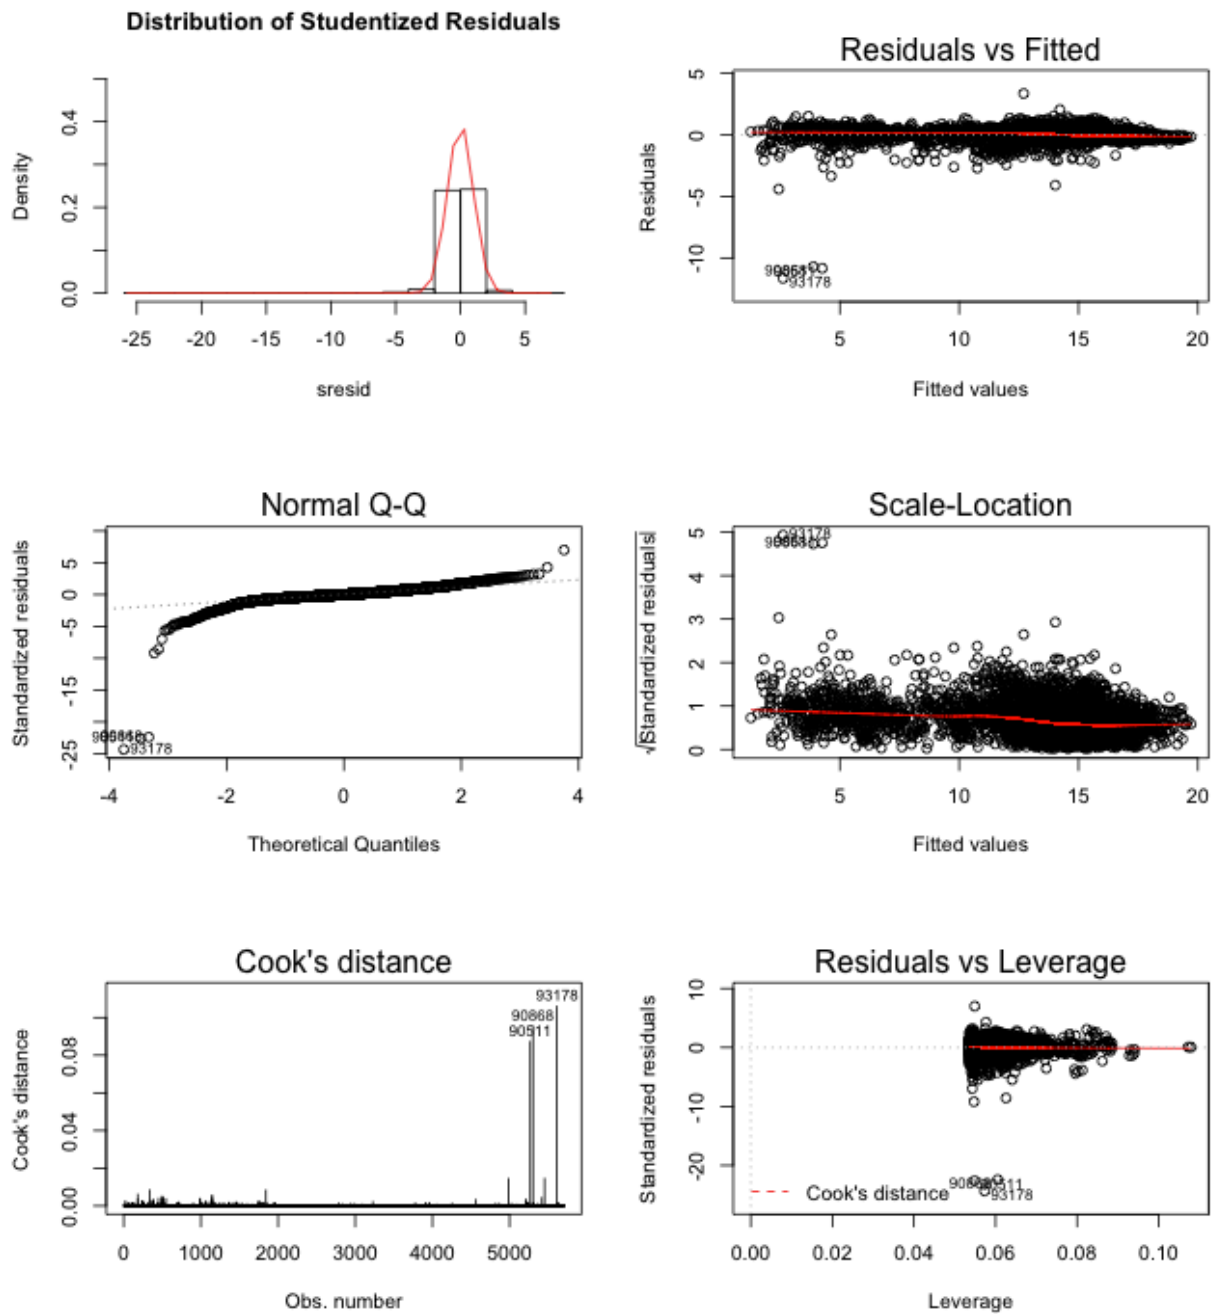 Distribution of Studentized Residuals
Density
0.0 0.2 0.4
-25 -20 -15 -10 -5 0 5
sresid
Residuals vs Fitted
Residuals
-10 -5 0 5
93178
5 10 15 20
Fitted values
Normal Q-Q
Standardized residuals
-25 -15 -5 0 5
93178
-4 -2 0 2 4
Theoretical Quantiles
Scale-Location
√|Standardized residuals|
0 1 2 3 4 5
93178
5 10 15 20
Fitted values
Cook's distance
Cook's distance
0.00 0.04 0.08
93178
90868
90511
0 1000 2000 3000 4000 5000
Obs. number
Residuals vs Leverage
Standardized residuals
-20 -10 0 10
93178
Cook's distance
0.00 0.02 0.04 0.06 0.08 0.10
Leverage